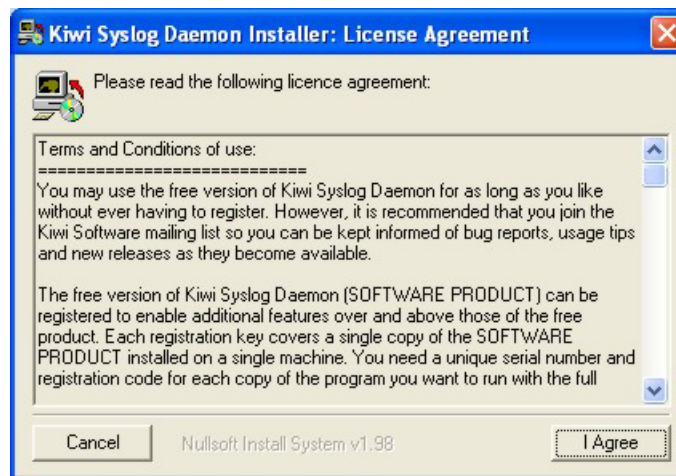 Kiwi Syslog Daemon Installer: License Agreement
Please read the following licence agreement:
Terms and Conditions of use:
============================
You may use the free version of Kiwi Syslog Daemon for as long as you like
without ever having to register. However, it is recommended that you join the
Kiwi Software mailing list so you can be kept informed of bug reports, usage tips
and new releases as they become available.
The free version of Kiwi Syslog Daemon (SOFTWARE PRODUCT) can be
registered to enable additional features over and above those of the free
product. Each registration key covers a single copy of the SOFTWARE
PRODUCT installed on a single machine. You need a unique serial number and
registration code for each copy of the program you want to run with the full
Cancel
Nullsoft Install System v1.98
I Agree